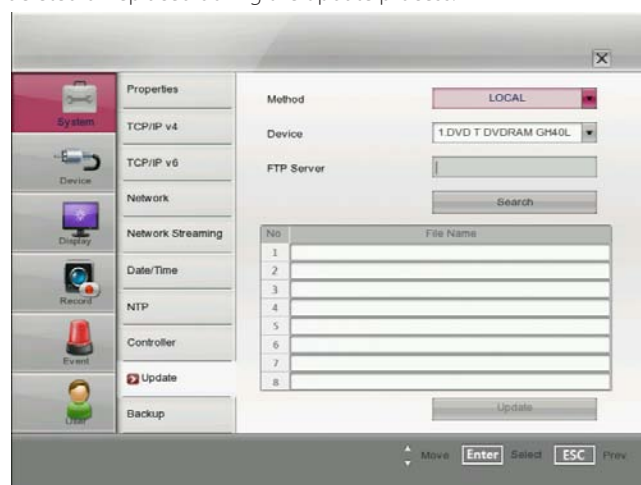 System
Device
Display
Record
Event
User
Properties
TCP/IP v4
TCP/IP v6
Network
Network Streaming
Date/Time
NTP
Controller
Update
Backup
Method LOCAL
Device 1.DVD T DVDRAM GH40L
FTP Server
Search
No File Name
1
2
3
4
5
6
7
8
Update
Move Enter Select ESC Prev.